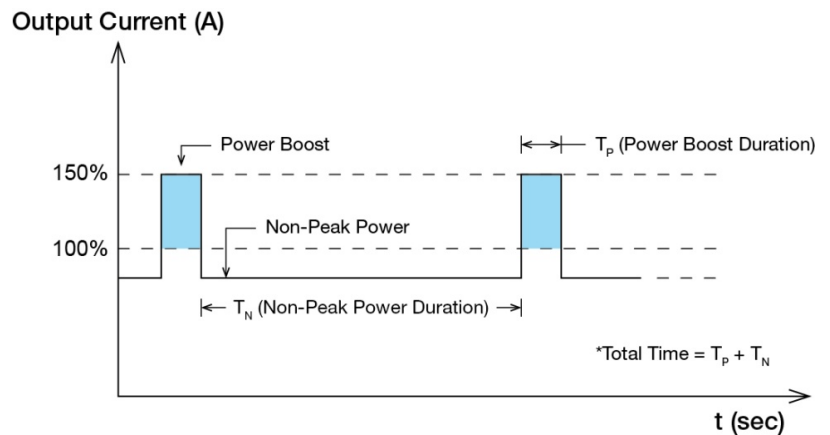 Output Current (A)
Power Boost
T_P (Power Boost Duration)
150%
Non-Peak Power
100%
T_N (Non-Peak Power Duration)
*Total Time = T_P + T_N
t (sec)